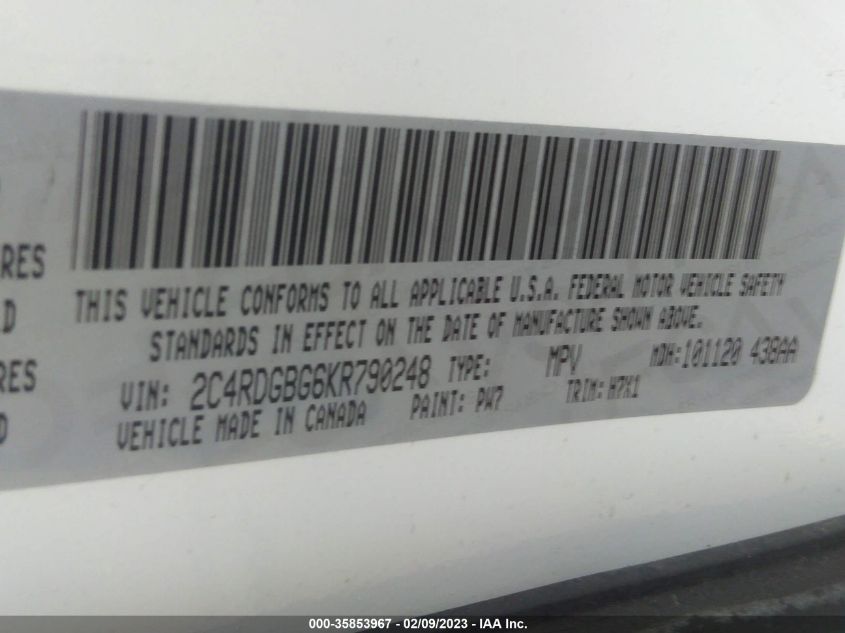 THIS VEHICLE CONFORMS TO ALL APPLICABLE U.S.A. FEDERAL MOTOR VEHICLE SAFETY
STANDARDS IN EFFECT ON THE DATE OF MANUFACTURE SHOWN ABOVE.
VIN: 2C4RDGBG6KR790248 TYPE: MPV MDH:101120 438AA
VEHICLE MADE IN CANADA PAINT: PW7 TRIM: H7X1
RES
D
RES
D
000-35853967 - 02/09/2023 - IAA Inc.